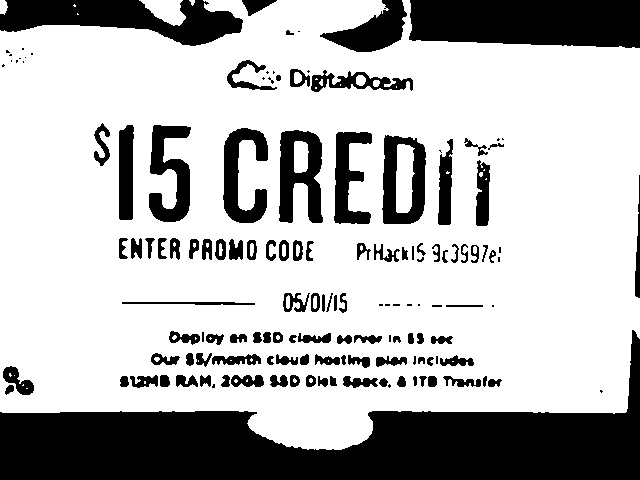 DigitalOcean
$15 CREDIT
ENTER PROMO CODE
05/01/15
Deploy an SSD cloud server in 55 sec
Our $5/month cloud hosting plan includes
512MB RAM, 20GB SSD Disk Space, & 1TB Transfer